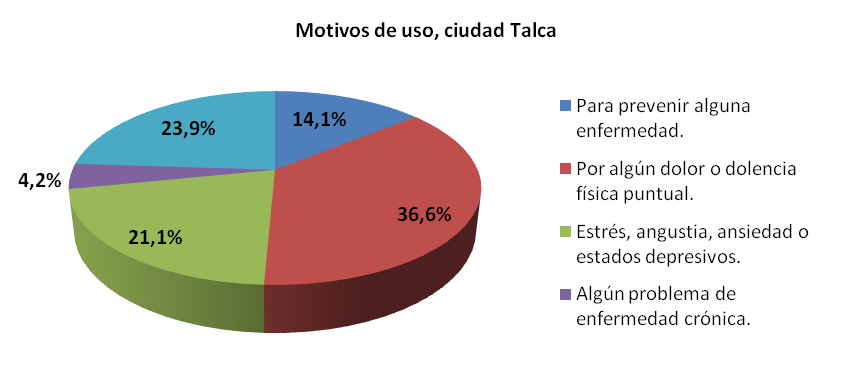 Motivos de uso, ciudad Talca
23,9%
14,1%
4,2%
36,6%
21,1%
Para prevenir alguna
enfermedad.
Por algún dolor o dolencia
física puntual.
Estrés, angustia, ansiedad o
estados depresivos.
Algún problema de
enfermedad crónica.